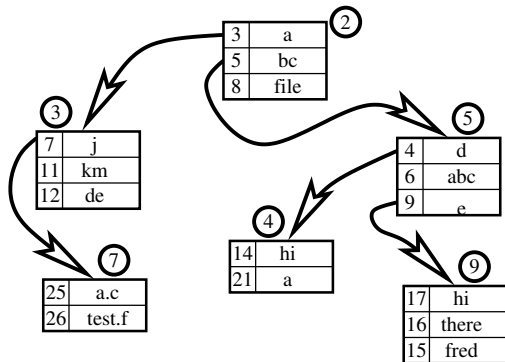 2
3 a
5 bc
8 file
3
7 j
11 km
12 de
5
4 d
6 abc
9 e
4
14 hi
21 a
7
25 a.c
26 test.f
9
17 hi
16 there
15 fred